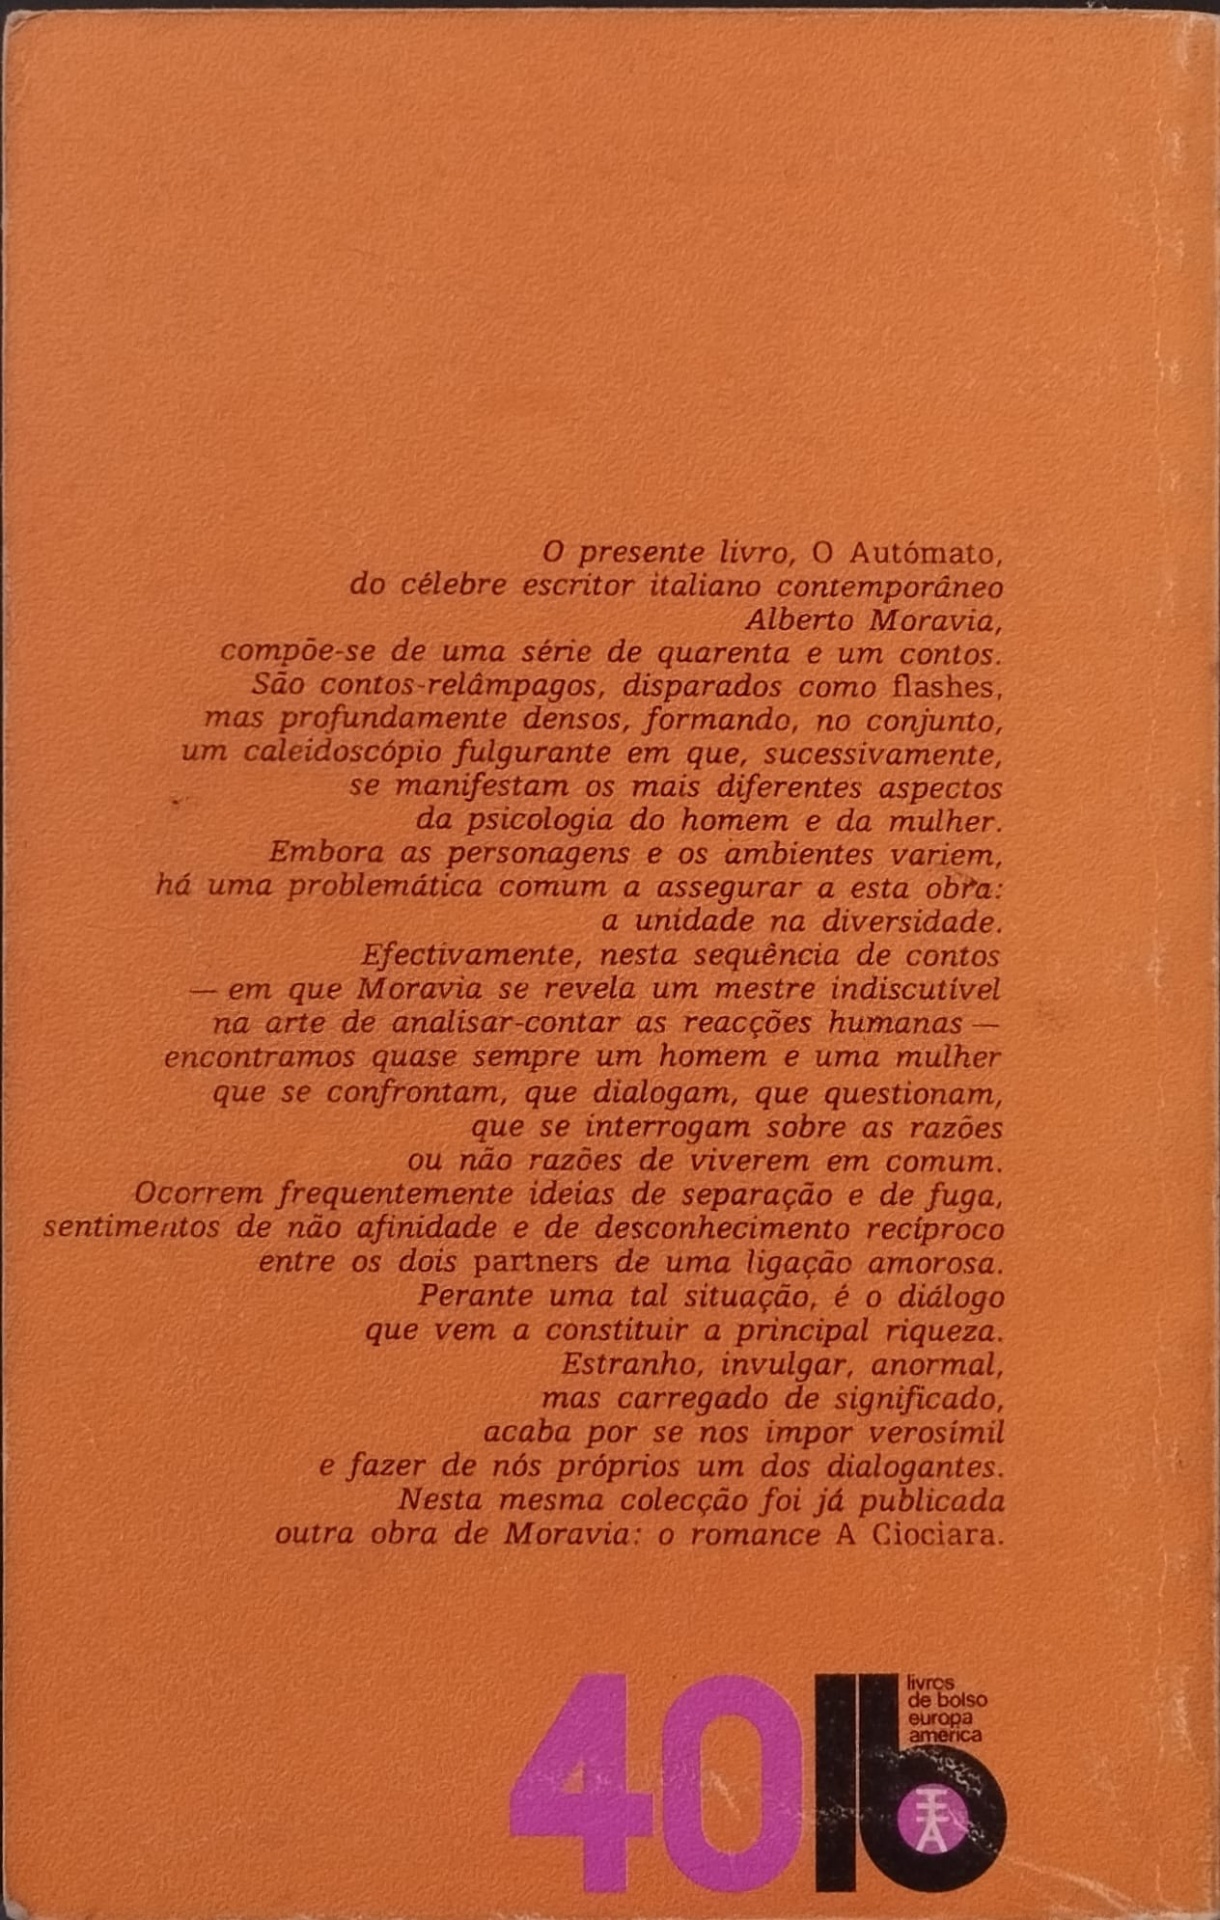 O presente livro, O Autómato,
do célebre escritor italiano contemporâneo
Alberto Moravia,
compõe-se de uma série de quarenta e um contos.
São contos-relâmpagos, disparados como flashes,
mas profundamente densos, formando, no conjunto,
um caleidoscópio fulgurante em que, sucessivamente,
se manifestam os mais diferentes aspectos
da psicologia do homem e da mulher.
Embora as personagens e os ambientes variem,
há uma problemática comum a assegurar a esta obra:
a unidade na diversidade.
Efectivamente, nesta sequência de contos
— em que Moravia se revela um mestre indiscutível
na arte de analisar-contar as reacções humanas —
encontramos quase sempre um homem e uma mulher
que se confrontam, que dialogam, que questionam,
que se interrogam sobre as razões
ou não razões de viverem em comum.
Ocorrem frequentemente ideias de separação e de fuga,
sentimentos de não afinidade e de desconhecimento recíproco
entre os dois partners de uma ligação amorosa.
Perante uma tal situação, é o diálogo
que vem a constituir a principal riqueza.
Estranho, invulgar, anormal,
mas carregado de significado,
acaba por se nos impor verosímil
e fazer de nós próprios um dos dialogantes.
Nesta mesma colecção foi já publicada
outra obra de Moravia: o romance A Ciociara.
40 lb
livros
de bolso
europa
américa